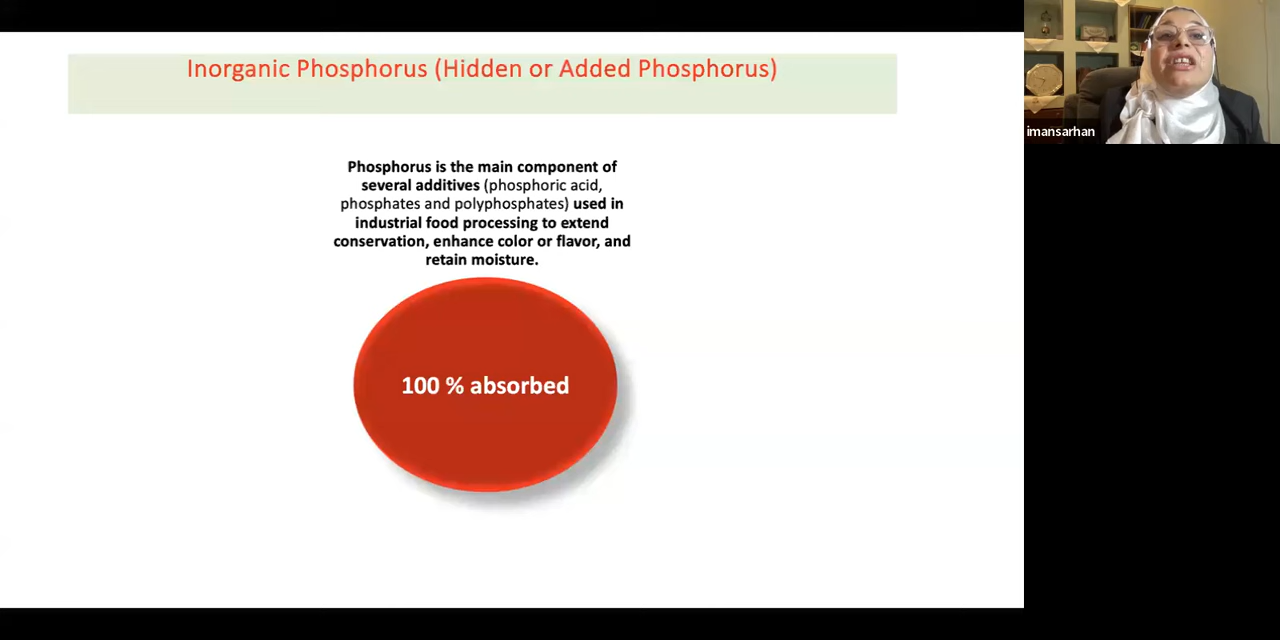 Inorganic Phosphorus (Hidden or Added Phosphorus)
Phosphorus is the main component of
several additives (phosphoric acid,
phosphates and polyphosphates) used in
industrial food processing to extend
conservation, enhance color or flavor, and
retain moisture.
100 % absorbed
imansarhan